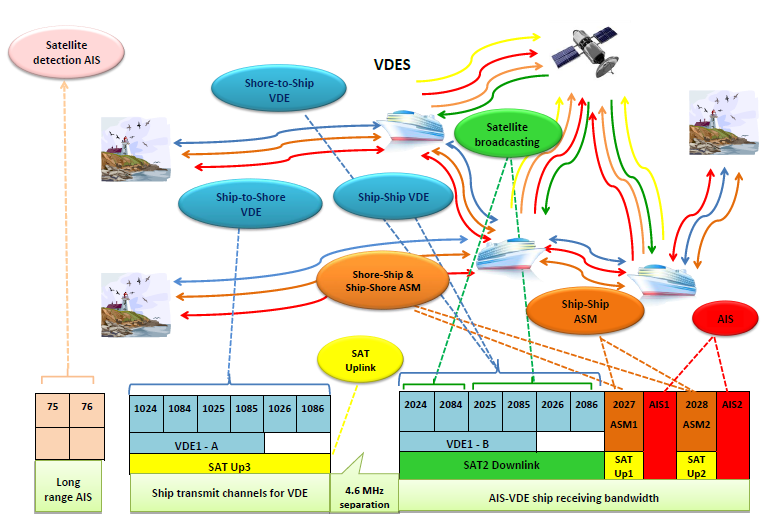 VDES
Satellite
detection AIS
Shore-to-Ship
VDE
Satellite
broadcasting
Ship-to-Shore
VDE
Ship-Ship VDE
Shore-Ship &
Ship-Shore ASM
Ship-Ship
ASM
AIS
SAT
Uplink
75 76
1024 1084 1025 1085 1026 1086
2024 2084 2025 2085 2026 2086 2027 AIS1 2028 AIS2
ASM1 ASM2
VDE1 - A
VDE1 - B
SAT Up3
SAT2 Downlink
SAT
Up1
SAT
Up2
Long
range AIS
Ship transmit channels for VDE
4.6 MHz
separation
AIS-VDE ship receiving bandwidth